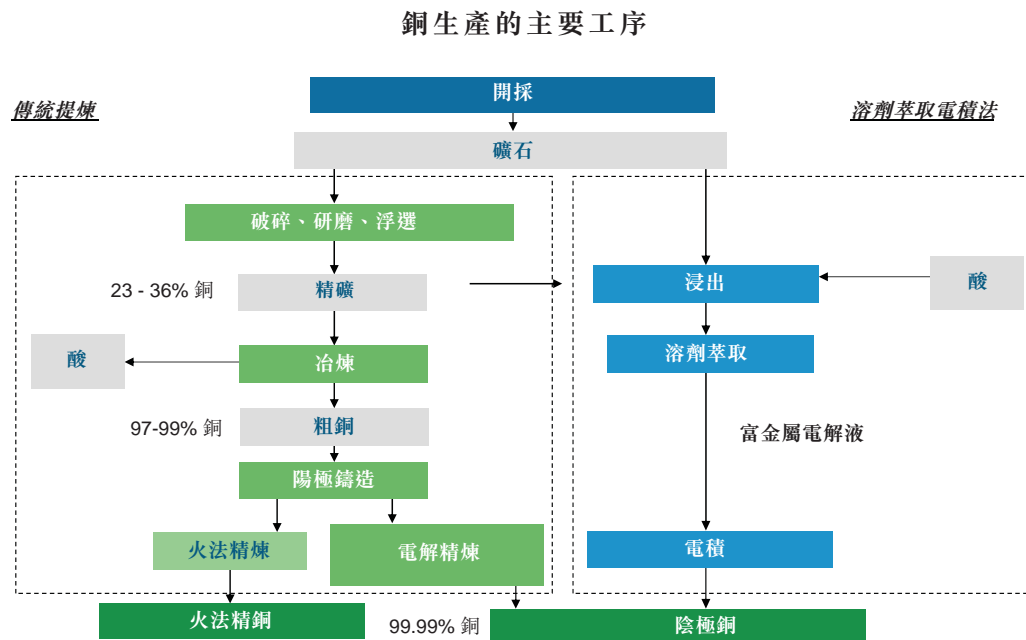 銅生產的主要工序
開採
傳統提煉
溶劑萃取電積法
礦石
破碎、研磨、浮選
浸出
酸
23 - 36% 銅
精礦
酸
冶煉
溶劑萃取
97-99% 銅
粗銅
富金屬電解液
陽極鑄造
火法精煉
電解精煉
電積
火法精銅
99.99% 銅
陰極銅